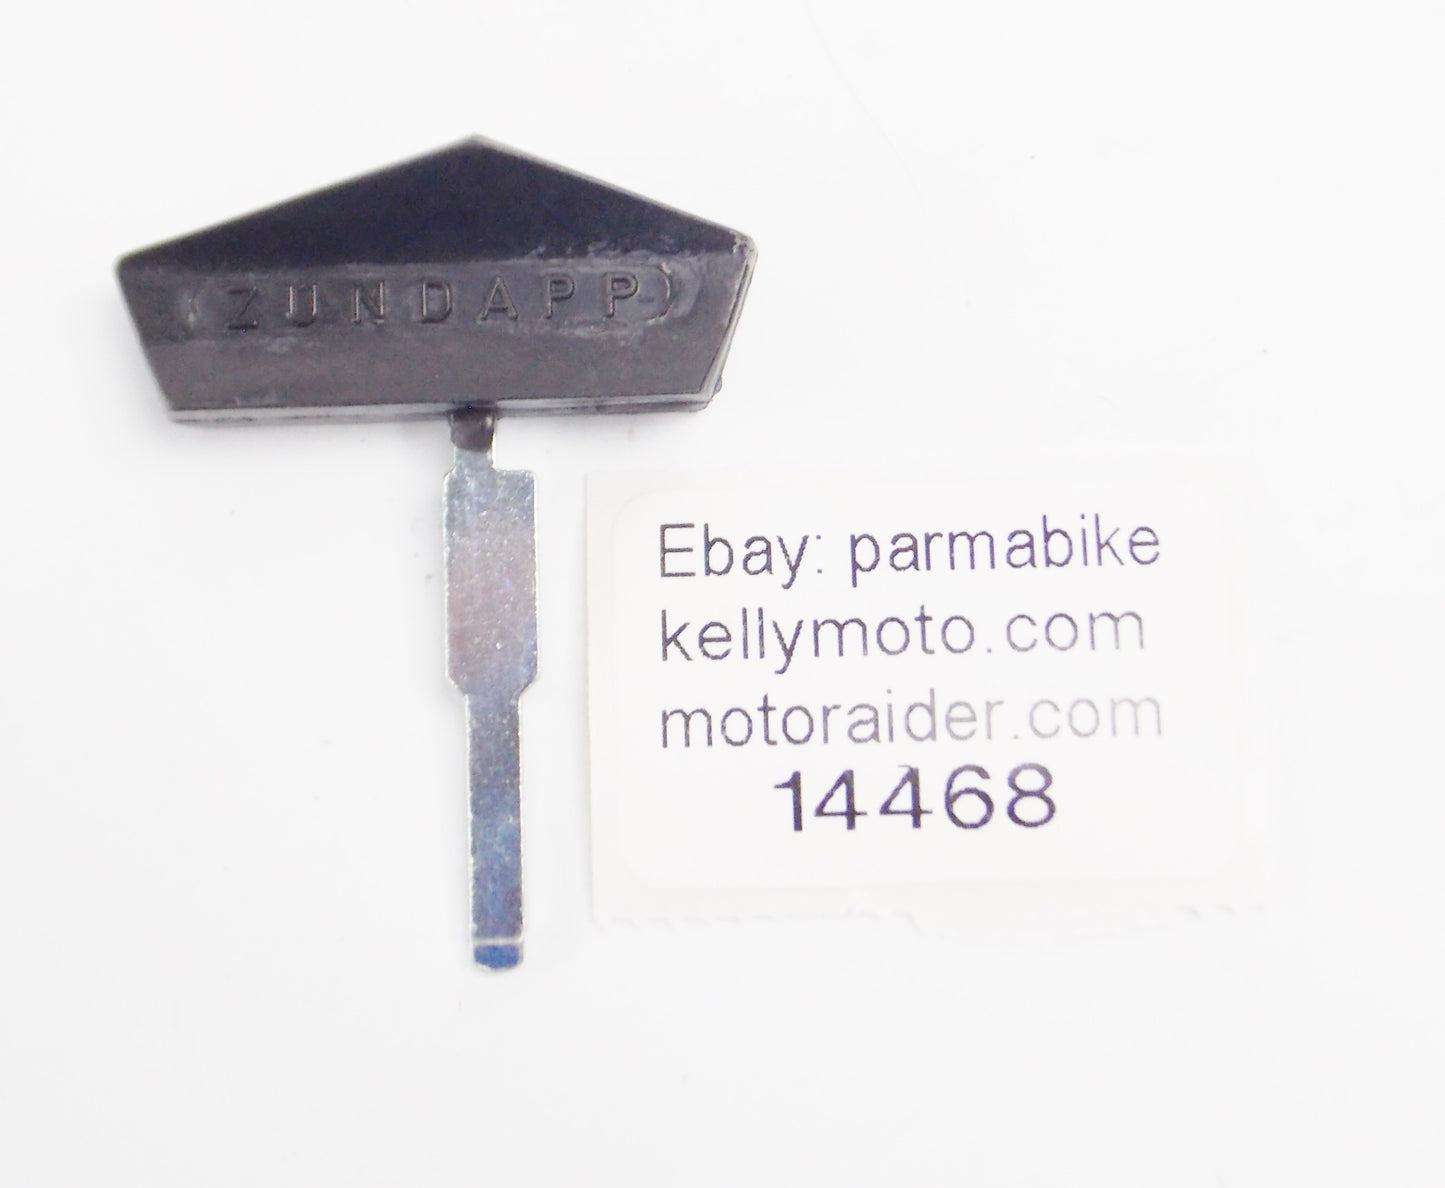 ZUNDAPP
Ebay: parmabike
kellymoto.com
motoraider.com
14468